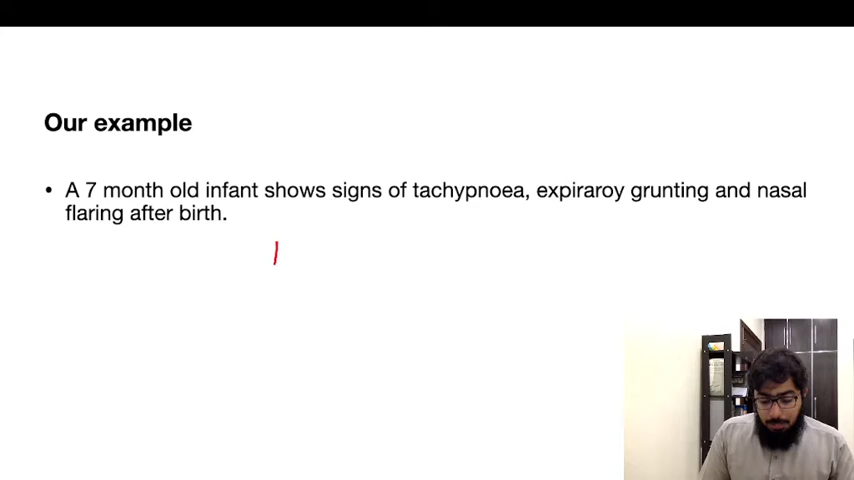 Our example
• A 7 month old infant shows signs of tachypnoea, expiraroy grunting and nasal
flaring after birth.